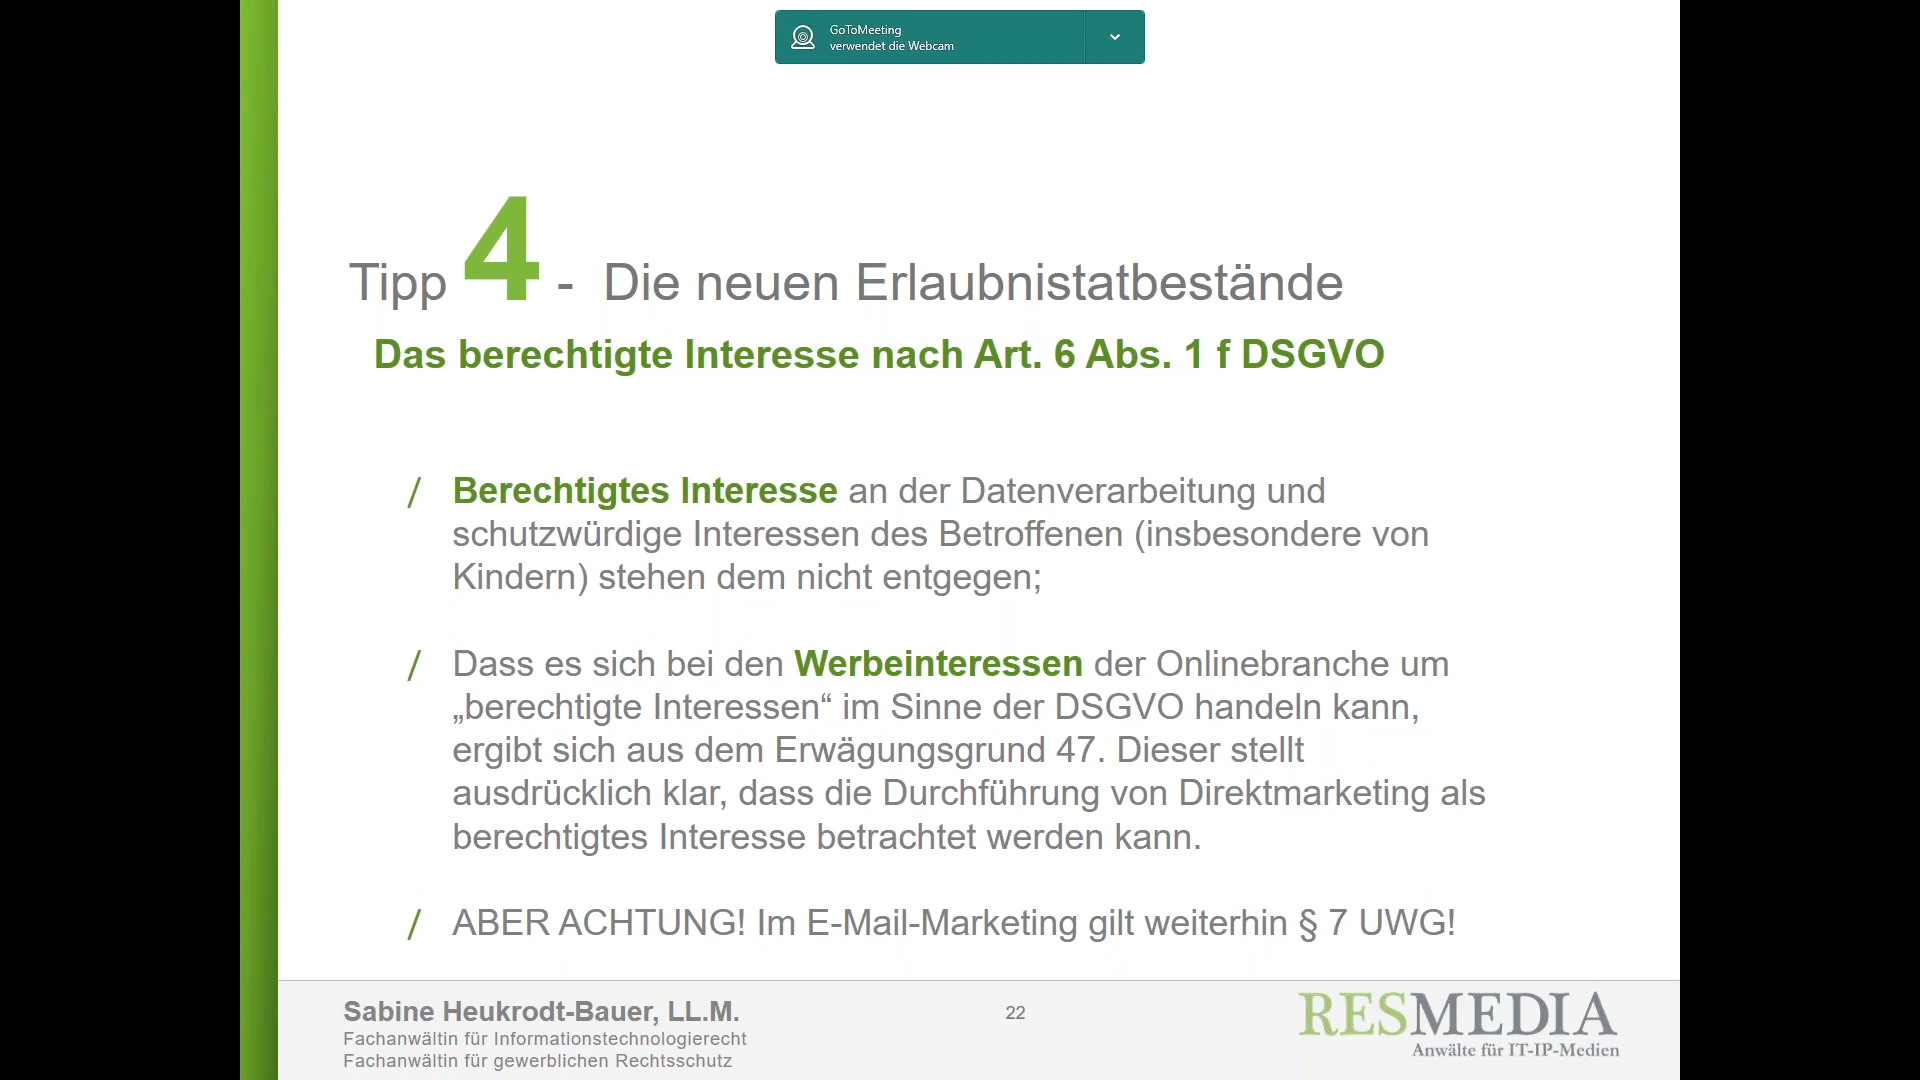 GoToMeeting
verwendet die Webcam
Tipp 4 - Die neuen Erlaubnistatbestände
Das berechtigte Interesse nach Art. 6 Abs. 1 f DSGVO
/ Berechtigtes Interesse an der Datenverarbeitung und
schutzwürdige Interessen des Betroffenen (insbesondere von
Kindern) stehen dem nicht entgegen;
/ Dass es sich bei den Werbeinteressen der Onlinebranche um
„berechtigte Interessen“ im Sinne der DSGVO handeln kann,
ergibt sich aus dem Erwägungsgrund 47. Dieser stellt
ausdrücklich klar, dass die Durchführung von Direktmarketing als
berechtigtes Interesse betrachtet werden kann.
/ ABER ACHTUNG! Im E-Mail-Marketing gilt weiterhin § 7 UWG!
Sabine Heukrodt-Bauer, LL.M.
Fachanwältin für Informationstechnologierecht
Fachanwältin für gewerblichen Rechtsschutz
22
RESMEDIA
Anwälte für IT-IP-Medien